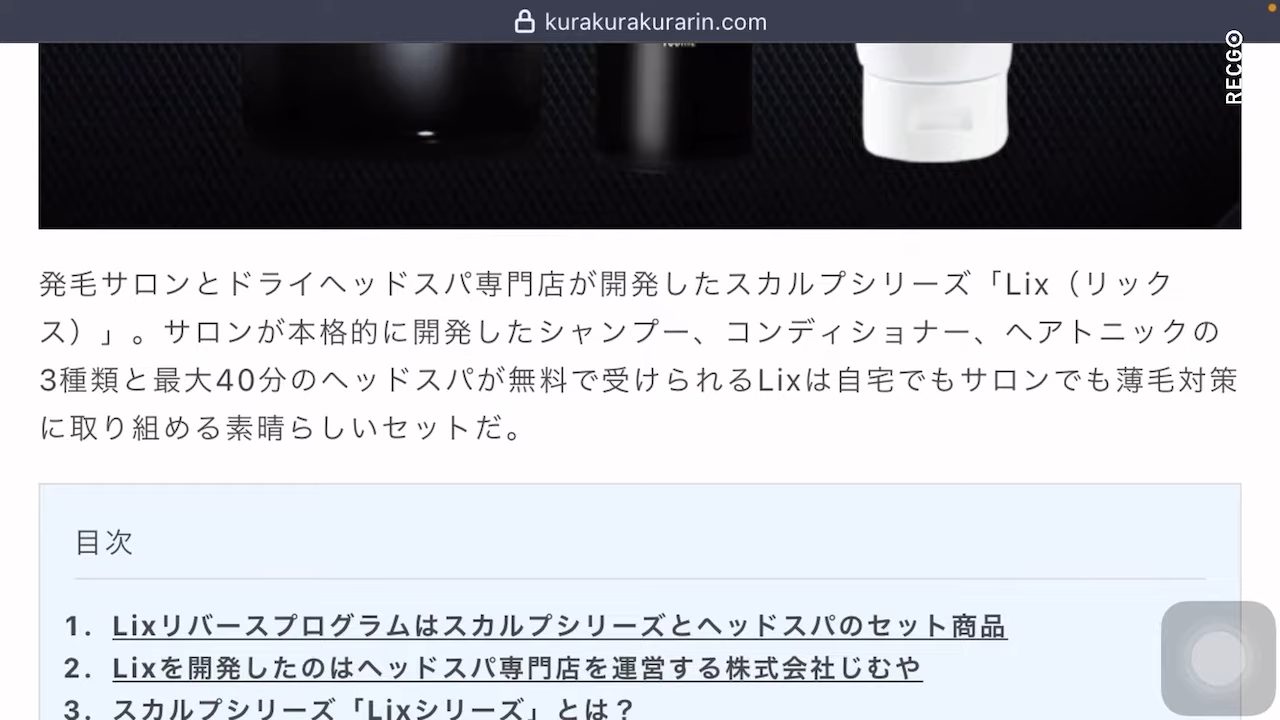 kurakurakurarin.com
RECGO
発毛サロンとドライヘッドスパ専門店が開発したスカルプシリーズ「Lix（リック
ス）」。サロンが本格的に開発したシャンプー、コンディショナー、ヘアトニックの
3種類と最大40分のヘッドスパが無料で受けられるLixは自宅でもサロンでも薄毛対策
に取り組める素晴らしいセットだ。
目次
1. Lixリバースプログラムはスカルプシリーズとヘッドスパのセット商品
2. Lixを開発したのはヘッドスパ専門店を運営する株式会社じむや
3. スカルプシリーズ「Lixシリーズ」とは？